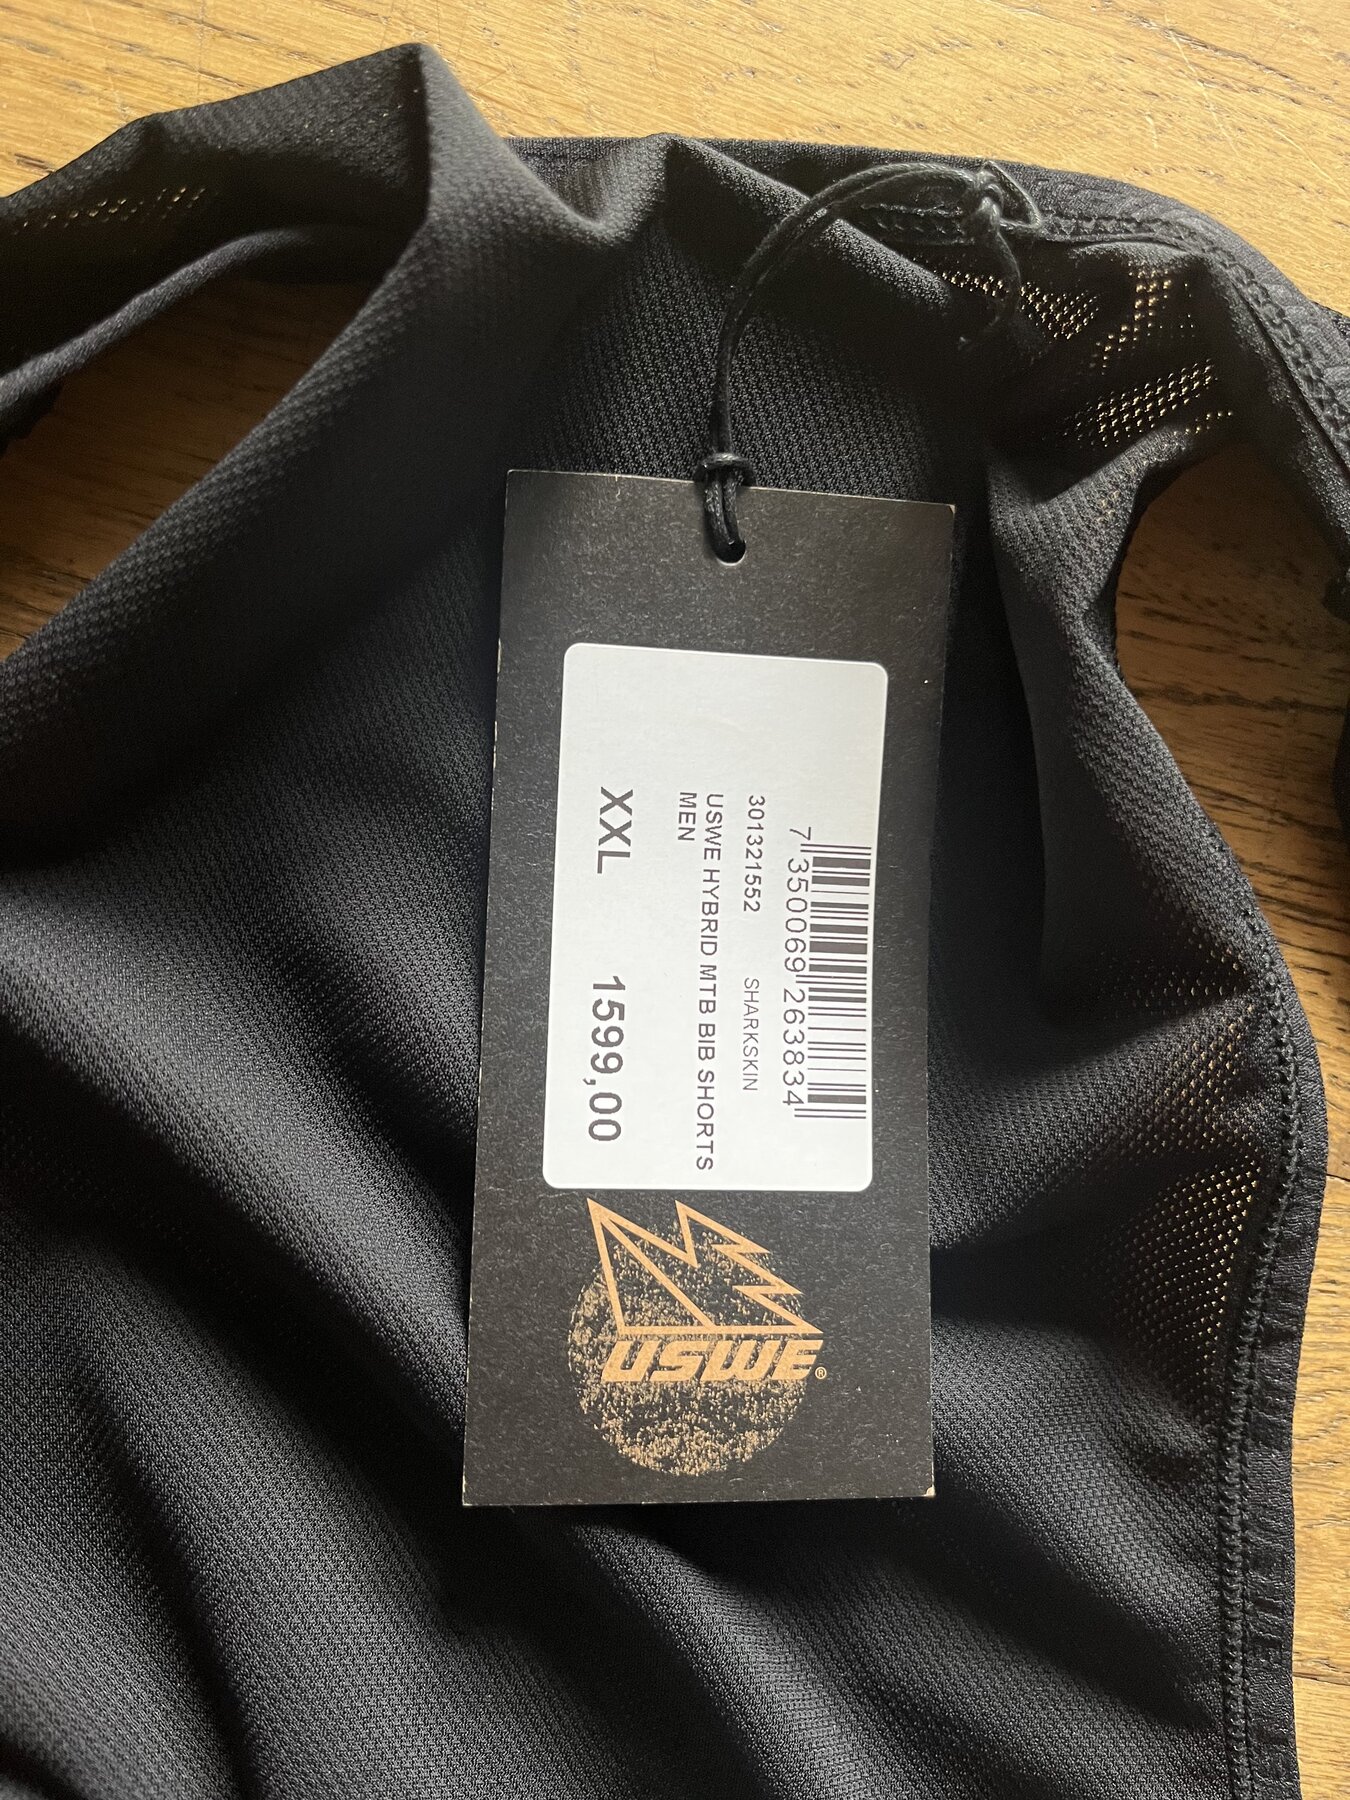 7 350069 263834
301321552 SHARKSKIN
USWE HYBRID MTB BIB SHORTS
MEN
XXL 1599,00
USWE®